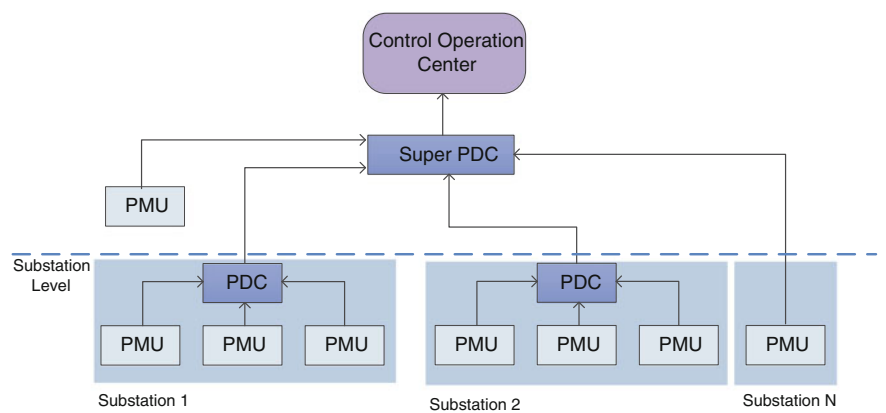 Control Operation
Center
Super PDC
PMU
Substation
Level
PDC
PDC
PMU
PMU
PMU
PMU
PMU
PMU
PMU
Substation 1
Substation 2
Substation N